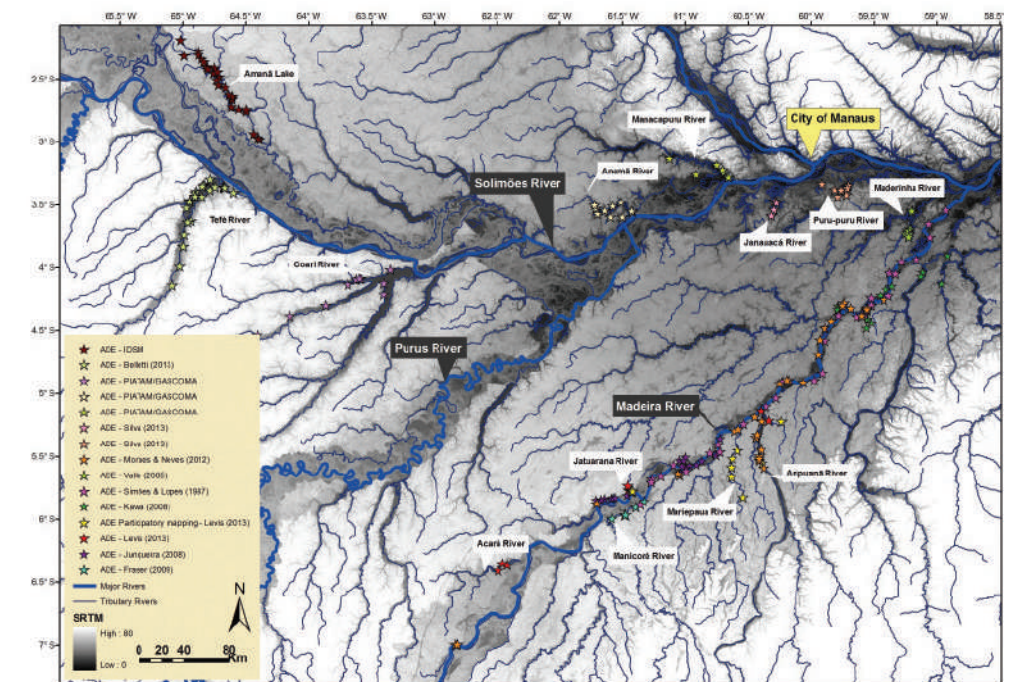 65.5°W 65°W 64.5°W 64°W 63.5°W 63°W 62.5°W 62°W 61.5°W 61°W 60.5°W 60°W 59.5°W 59°W 58.5°
2.5°S
3°S
3.5°S
4°S
4.5°S
5°S
5.5°S
6°S
6.5°S
7°S
Amanã Lake
Manacapuru River
City of Manaus
Anamã River
Solimões River
Maderinha River
Tefé River
Puru-puru River
Janauacá River
Coari River
Purus River
Madeira River
Jatuarana River
Aripuanã River
Mariepaua River
Acará River
Manicoré River
ADE - IDSM
ADE - Belletti (2013)
ADE - PIATAM/GASCOMA
ADE - PIATAM/GASCOMA
ADE - PIATAM/GASCOMA
ADE - Silva (2013)
ADE - Silva (2013)
ADE - Moraes & Neves (2012)
ADE - Valle
ADE - Simões & Lopes (1987)
ADE - Kawa (2008)
ADE Participatory mapping- Levis (2013)
ADE - Levis (2013)
ADE - Junqueira (2008)
ADE - Fraser (2009)
Major Rivers
Tributary Rivers
SRTM
High : 80
Low : 0
N
0 20 40 80
Km